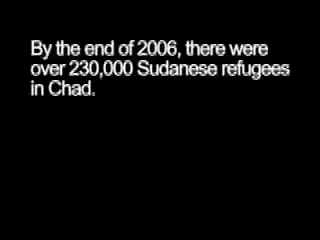 By the end of 2006, there were
over 230,000 Sudanese refugees
in Chad.